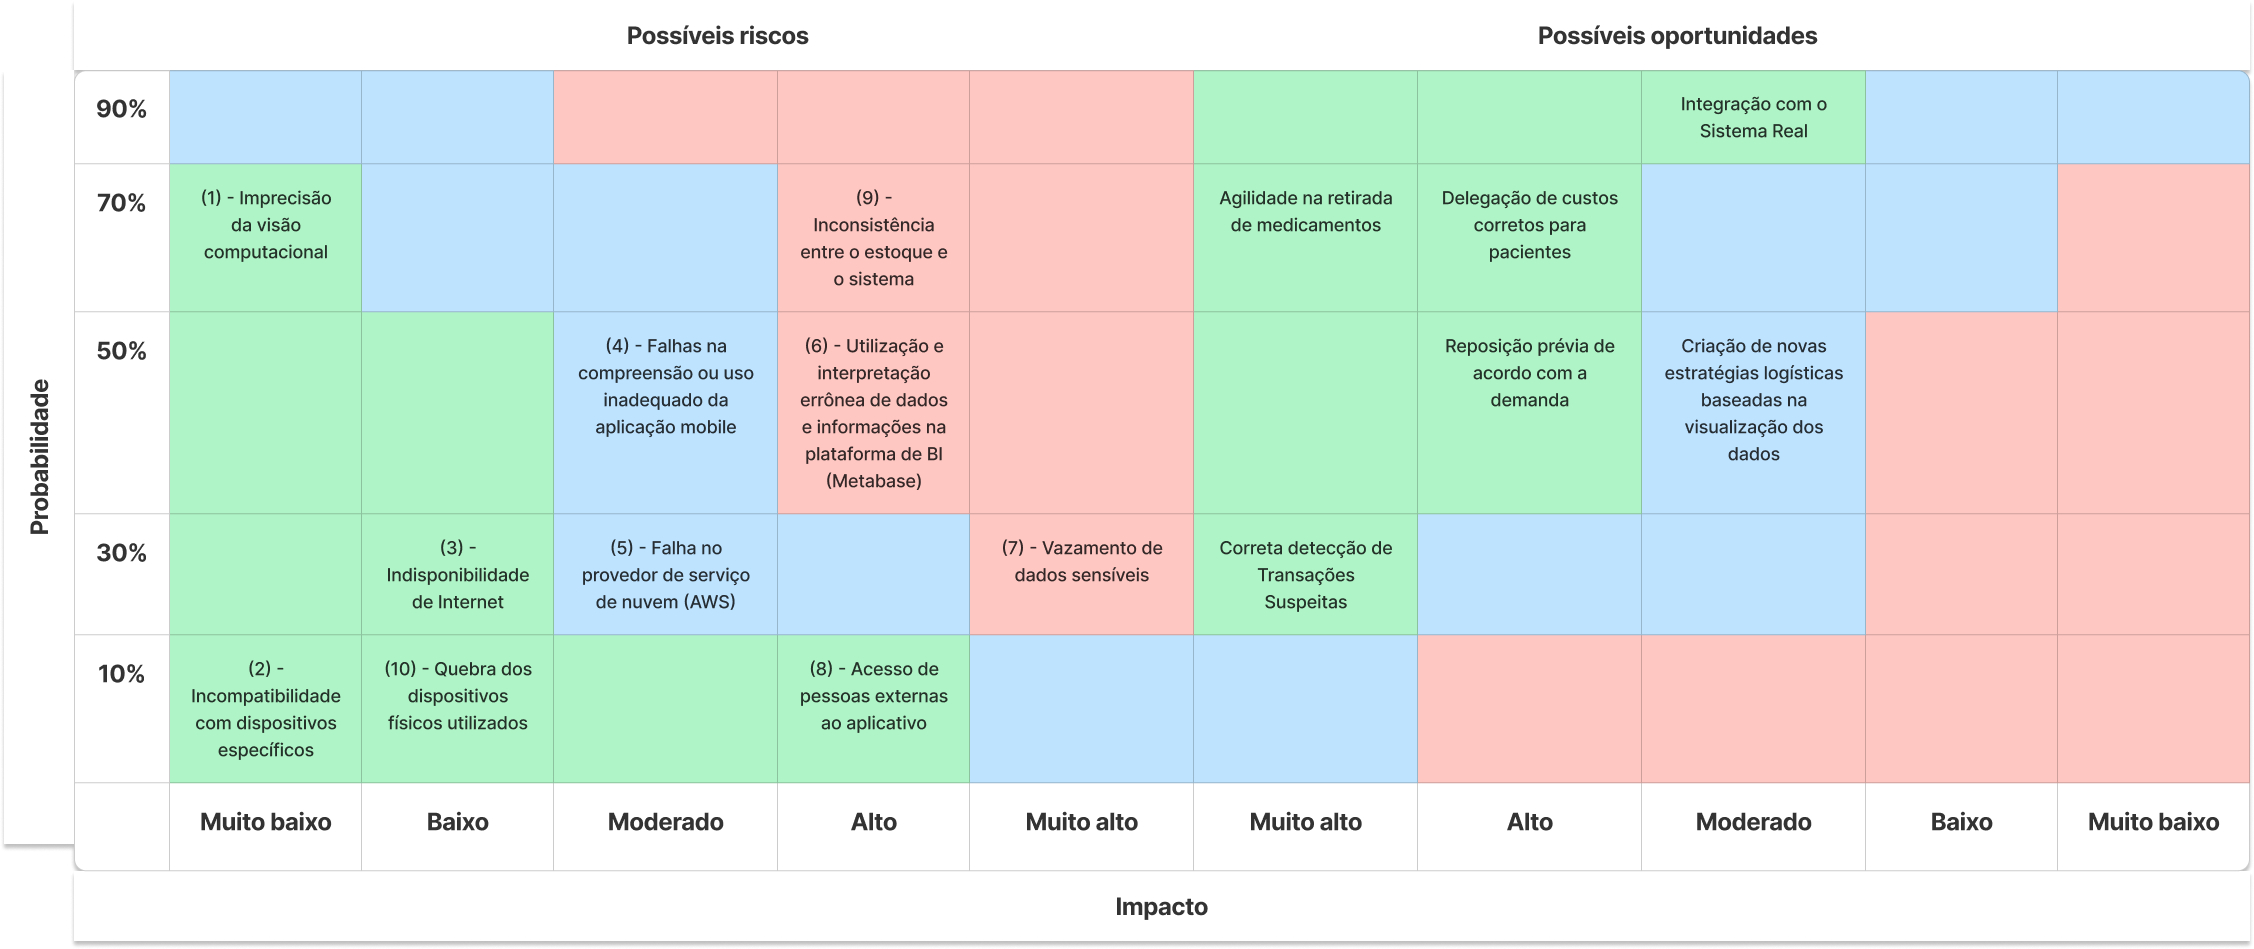 Possíveis riscos
Possíveis oportunidades
Probabilidade
90%
Integração com o
Sistema Real
70%
(1) - Imprecisão
da visão
computacional
(9) -
Inconsistência
entre o estoque e
o sistema
Agilidade na retirada
de medicamentos
Delegação de custos
corretos para
pacientes
50%
(4) - Falhas na
compreensão ou uso
inadequado da
aplicação mobile
(6) - Utilização e
interpretação
errônea de dados
e informações na
plataforma de BI
(Metabase)
Reposição prévia de
acordo com a
demanda
Criação de novas
estratégias logísticas
baseadas na
visualização dos
dados
30%
(3) -
Indisponibilidade
de Internet
(5) - Falha no
provedor de serviço
de nuvem (AWS)
(7) - Vazamento de
dados sensíveis
Correta detecção de
Transações
Suspeitas
10%
(2) -
Incompatibilidade
com dispositivos
específicos
(10) - Quebra dos
dispositivos
físicos utilizados
(8) - Acesso de
pessoas externas
ao aplicativo
Muito baixo
Baixo
Moderado
Alto
Muito alto
Muito alto
Alto
Moderado
Baixo
Muito baixo
Impacto